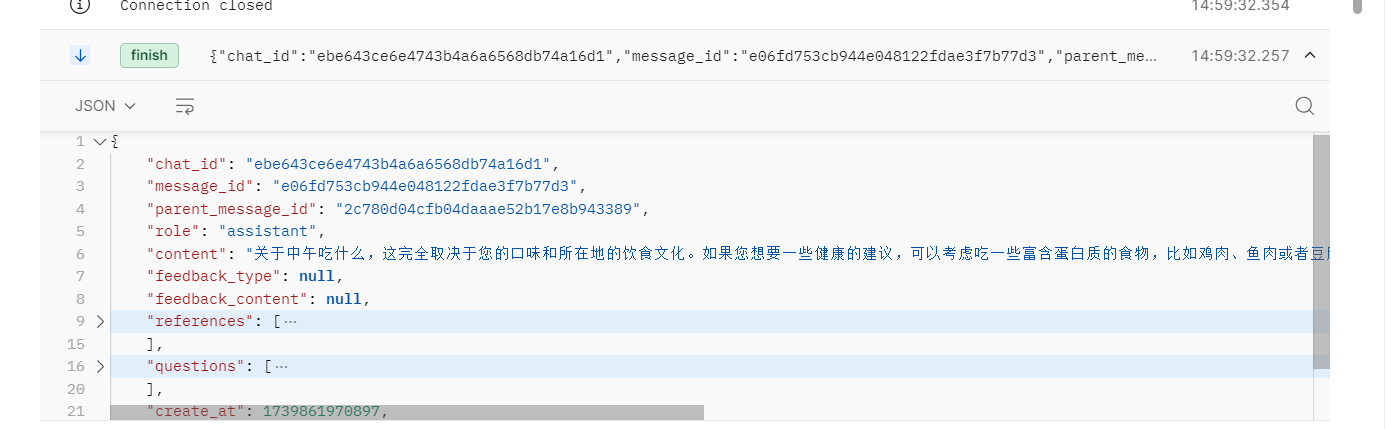 Connection closed 14:59:32.354
finish {"chat_id":"ebe643ce6e4743b4a6a6568db74a16d1","message_id":"e06fd753cb944e048122fdae3f7b77d3","parent_me... 14:59:32.257
JSON
1 {
2 "chat_id": "ebe643ce6e4743b4a6a6568db74a16d1",
3 "message_id": "e06fd753cb944e048122fdae3f7b77d3",
4 "parent_message_id": "2c780d04cfb04daaae52b17e8b943389",
5 "role": "assistant",
6 "content": "关于中午吃什么，这完全取决于您的口味和所在地的饮食文化。如果您想要一些健康的建议，可以考虑吃一些富含蛋白质的食物，比如鸡肉、鱼肉或者豆
7 "feedback_type": null,
8 "feedback_content": null,
9 "references": [ ⋯
15 ],
16 "questions": [ ⋯
20 ],
21 "create_at": 1739861970897,